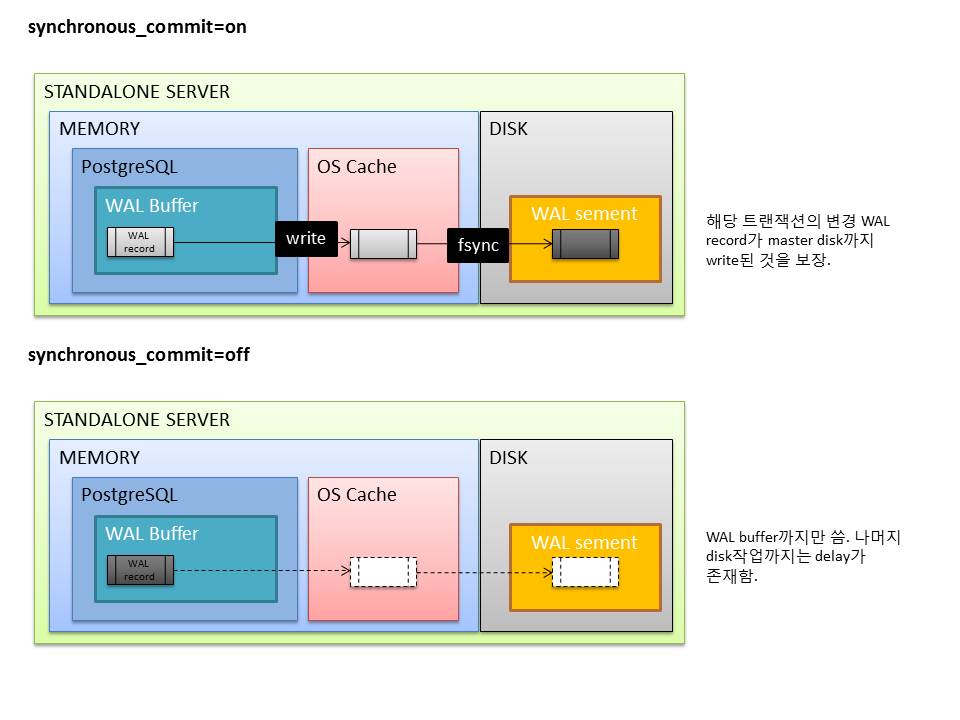 synchronous_commit=on
STANDALONE SERVER
MEMORY
DISK
PostgreSQL
OS Cache
WAL Buffer
WAL sement
WAL
record
write
fsync
해당 트랜잭션의 변경 WAL
record가 master disk까지
write된 것을 보장.
synchronous_commit=off
STANDALONE SERVER
MEMORY
DISK
PostgreSQL
OS Cache
WAL Buffer
WAL sement
WAL
record
WAL buffer까지만 씀. 나머지
disk작업까지는 delay가
존재함.